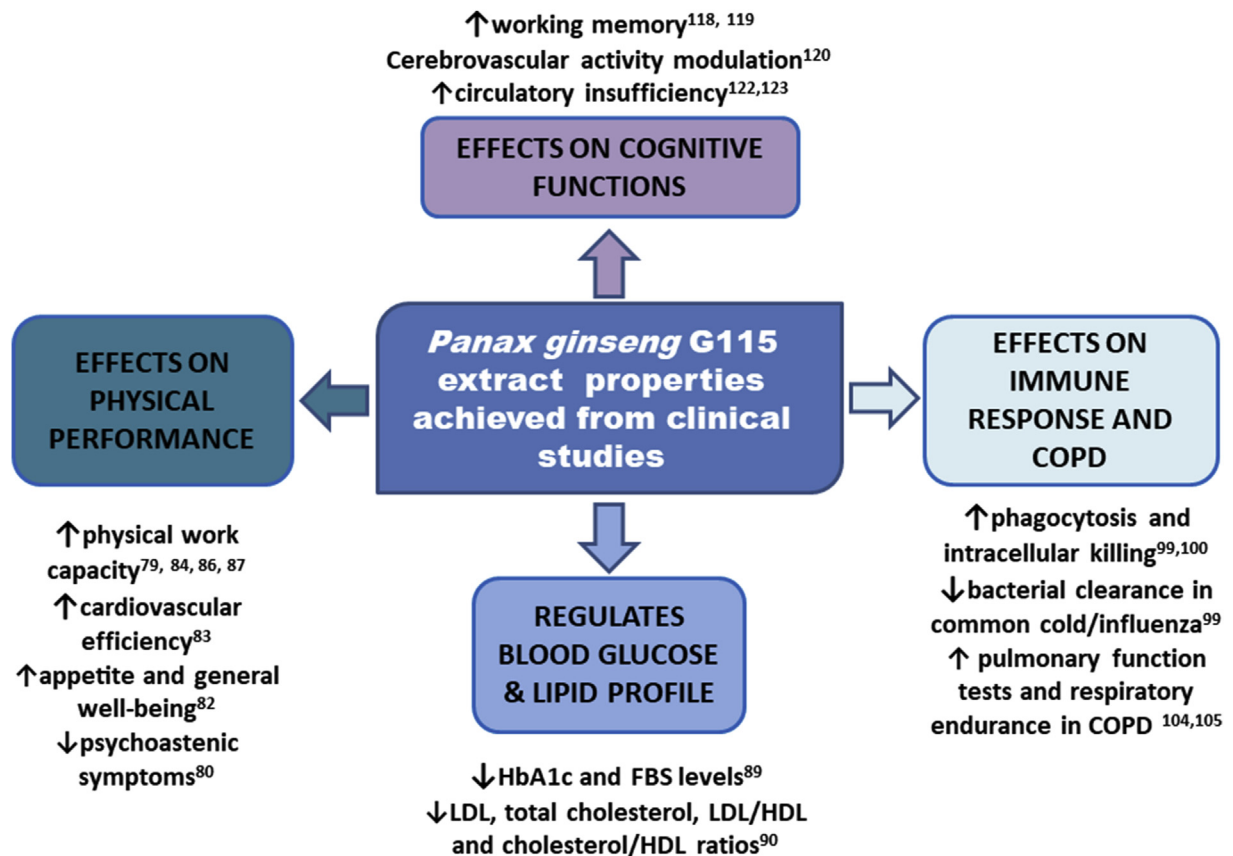 ↑working memory118, 119
Cerebrovascular activity modulation120
↑circulatory insufficiency122,123
EFFECTS ON COGNITIVE
FUNCTIONS
Panax ginseng G115
extract properties
achieved from clinical
studies
EFFECTS ON
PHYSICAL
PERFORMANCE
↑physical work
capacity79, 84, 86, 87
↑cardiovascular
efficiency83
↑appetite and general
well-being82
↓psychoastenic
symptoms80
REGULATES
BLOOD GLUCOSE
& LIPID PROFILE
↓HbA1c and FBS levels89
↓LDL, total cholesterol, LDL/HDL
and cholesterol/HDL ratios90
EFFECTS ON
IMMUNE
RESPONSE AND
COPD
↑phagocytosis and
intracellular killing99,100
↓bacterial clearance in
common cold/influenza99
↑ pulmonary function
tests and respiratory
endurance in COPD 104,105